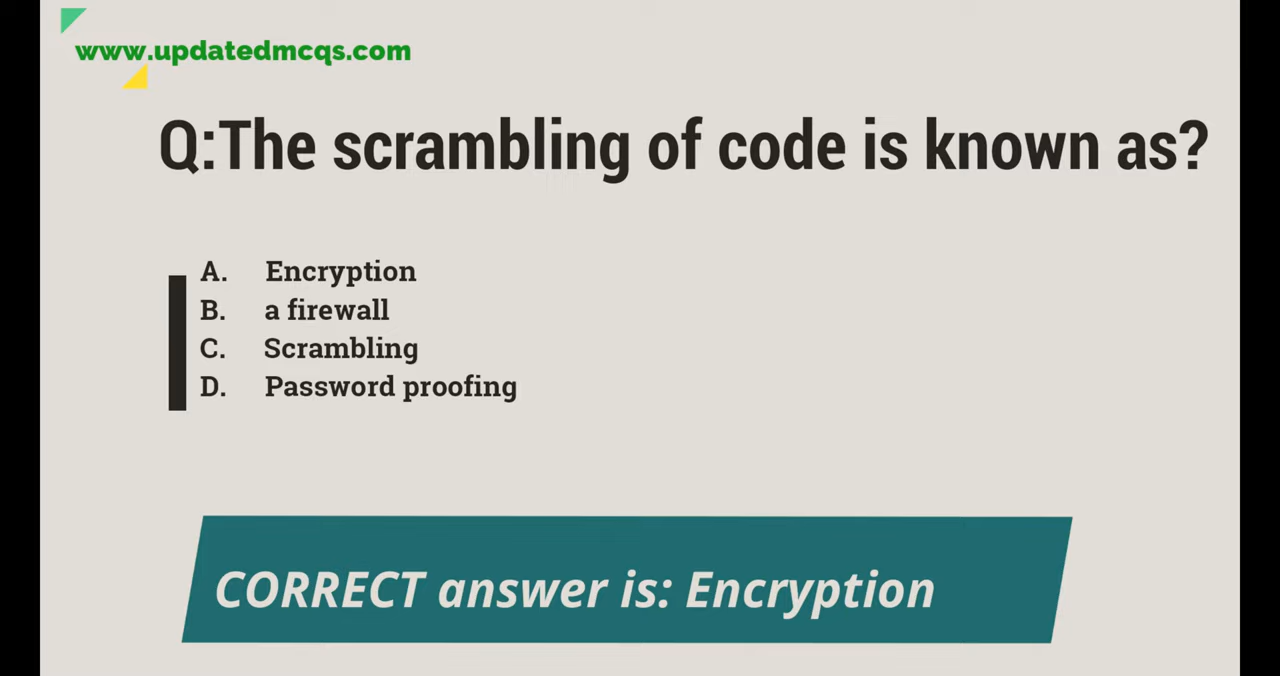 www.updatedmcqs.com
Q:The scrambling of code is known as?
A. Encryption
B. a firewall
C. Scrambling
D. Password proofing
CORRECT answer is: Encryption